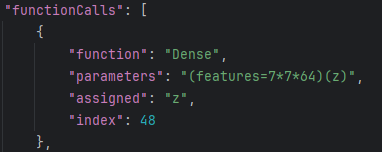 "functionCalls": [
{
"function": "Dense",
"parameters": "(features=7*7*64)(z)",
"assigned": "z",
"index": 48
},